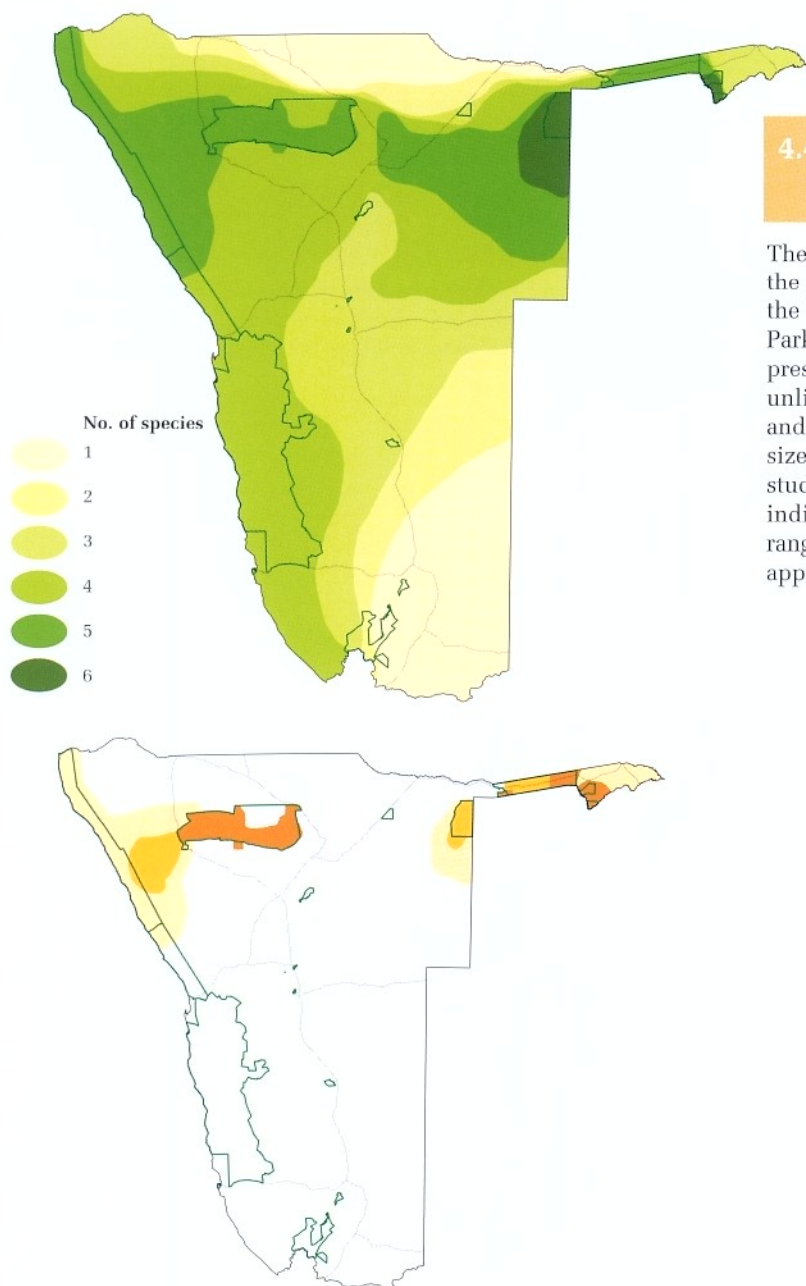 4.
The
the
the
Park
pres
unli
and
size
stud
indi
rang
app
No. of species
1
2
3
4
5
6